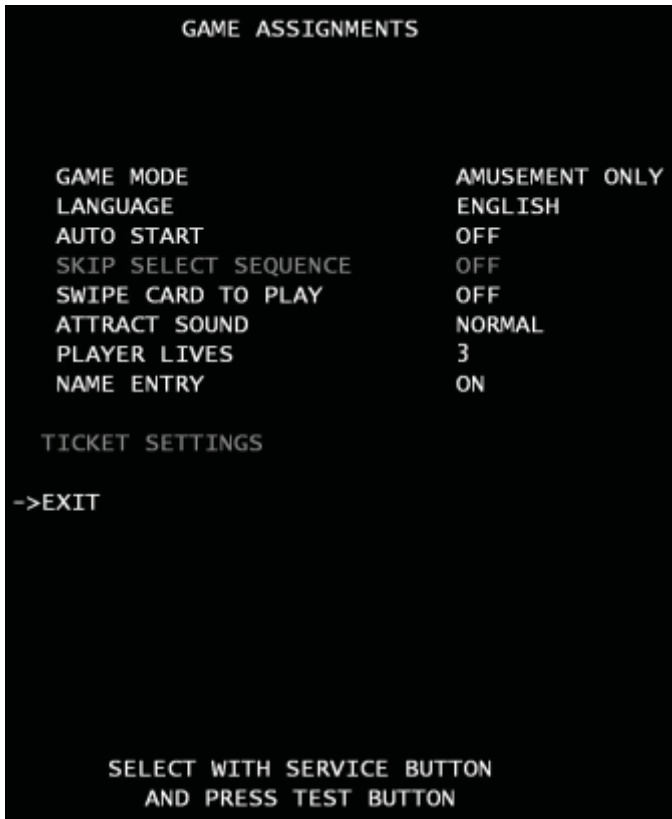 GAME ASSIGNMENTS
GAME MODE AMUSEMENT ONLY
LANGUAGE ENGLISH
AUTO START OFF
SKIP SELECT SEQUENCE OFF
SWIPE CARD TO PLAY OFF
ATTRACT SOUND NORMAL
PLAYER LIVES 3
NAME ENTRY ON
TICKET SETTINGS
->EXIT
SELECT WITH SERVICE BUTTON
AND PRESS TEST BUTTON